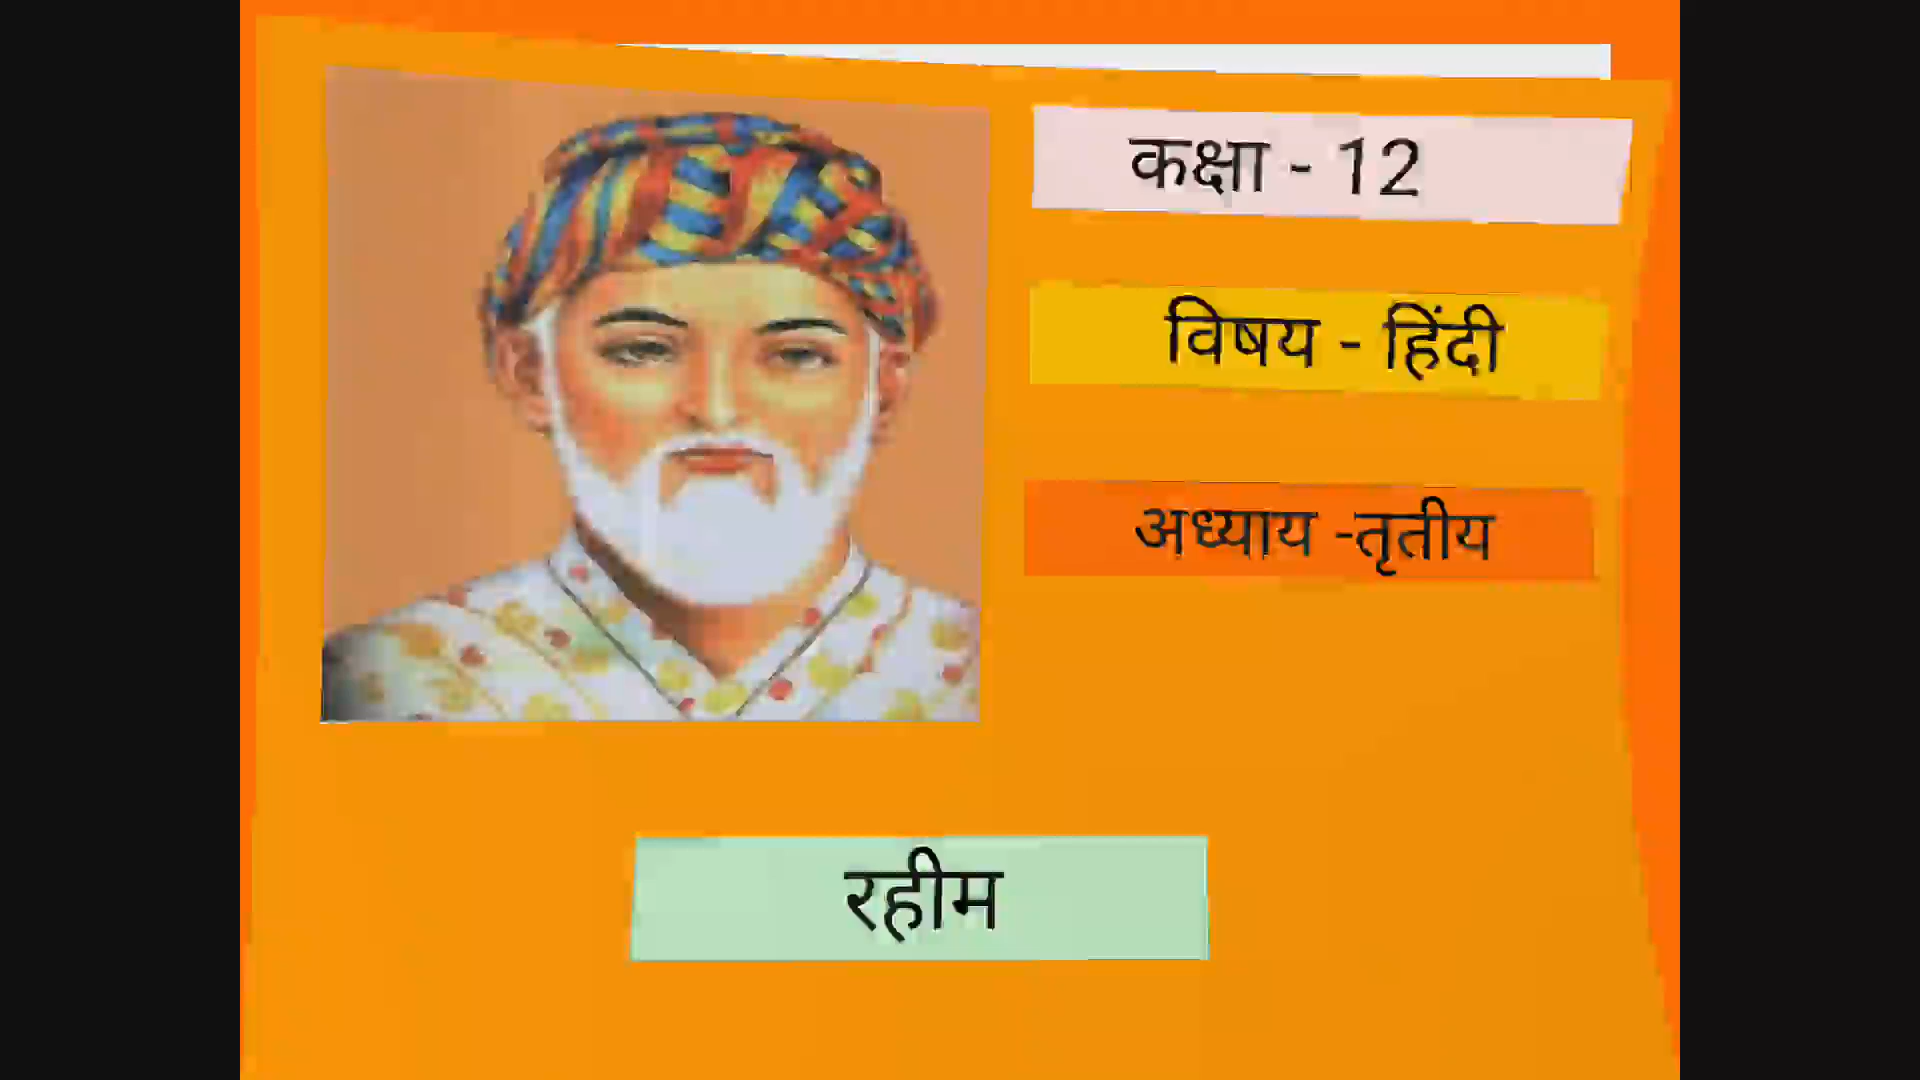 कक्षा - 12
विषय - हिंदी
अध्याय -तृतीय
रहीम